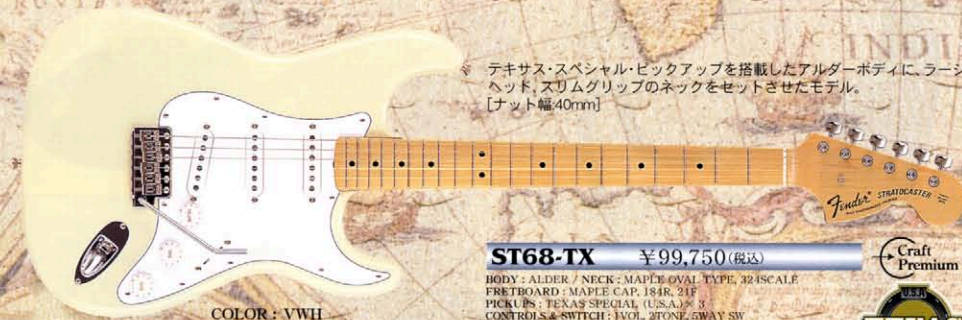 INDI
テキサス・スペシャル・ピックアップを搭載したアルダーボディに、ラージ
ヘッド、スリムグリップのネックをセットさせたモデル。
[ナット幅;40mm]
Fender STRATOCASTER
ST68-TX ¥99,750(税込)
Craft
Premium
BODY : ALDER / NECK : MAPLE OVAL TYPE, 324SCALE
FRETBOARD : MAPLE CAP, 184R, 21F
PICKUPS : TEXAS SPECIAL (U.S.A.) × 3
CONTROLS & SWITCH : 1VOL, 2TONE, 5WAY SW
COLOR : VWH
U.S.A